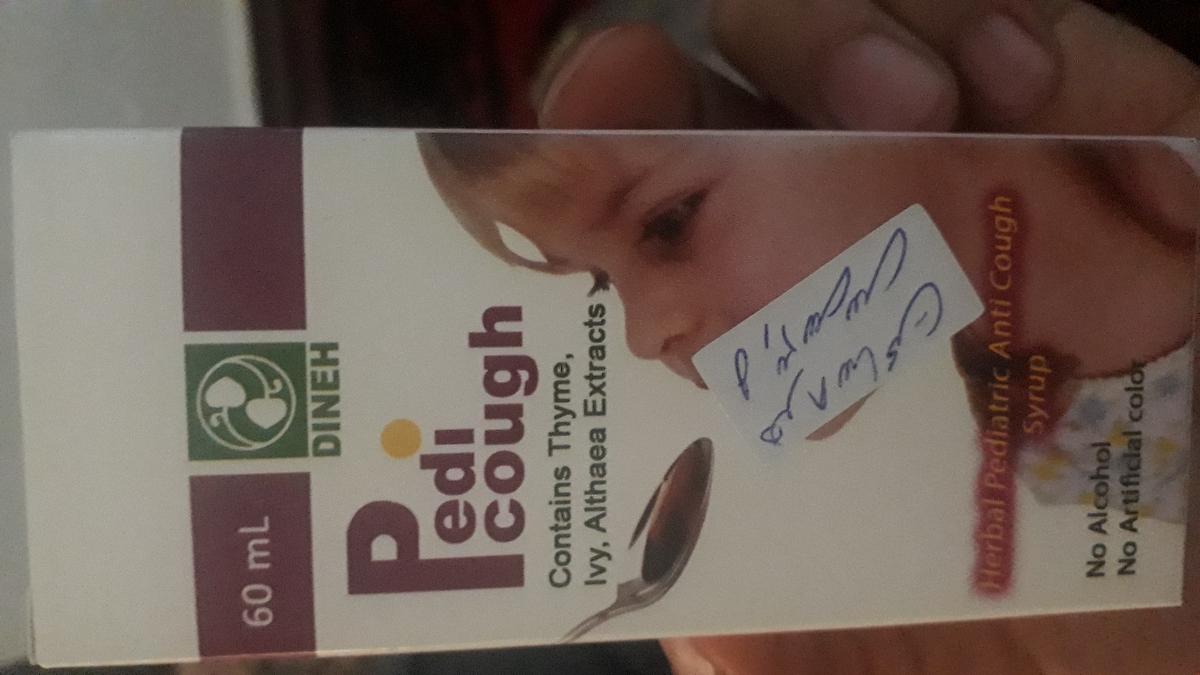 60 mL
DINEH
Pedi
cough
Contains Thyme,
Ivy, Althaea Extracts
Herbal Pediatric Anti Cough
Syrup
No Alcohol
No Artificial color